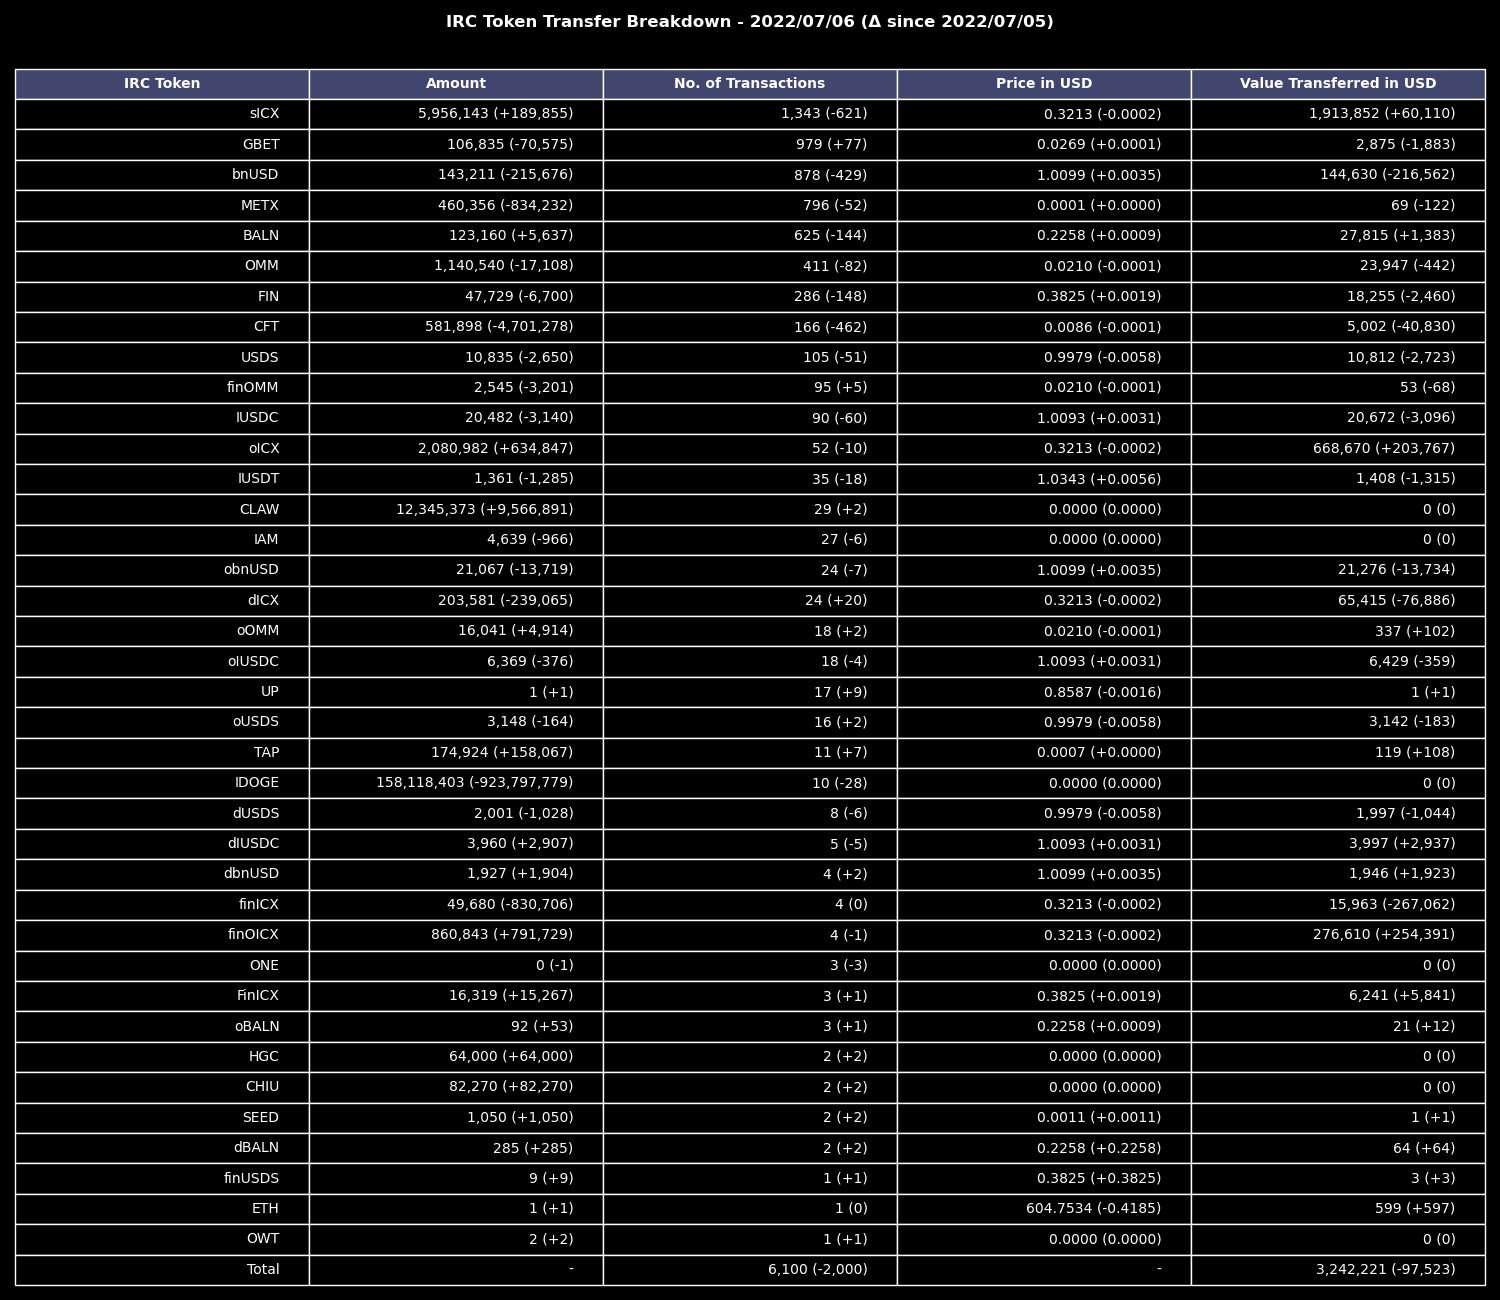 IRC Token Transfer Breakdown - 2022/07/06 (Δ since 2022/07/05)
IRC Token Amount No. of Transactions Price in USD Value Transferred in USD
sICX 5,956,143 (+189,855) 1,343 (-621) 0.3213 (-0.0002) 1,913,852 (+60,110)
GBET 106,835 (-70,575) 979 (+77) 0.0269 (+0.0001) 2,875 (-1,883)
bnUSD 143,211 (-215,676) 878 (-429) 1.0099 (+0.0035) 144,630 (-216,562)
METX 460,356 (-834,232) 796 (-52) 0.0001 (+0.0000) 69 (-122)
BALN 123,160 (+5,637) 625 (-144) 0.2258 (+0.0009) 27,815 (+1,383)
OMM 1,140,540 (-17,108) 411 (-82) 0.0210 (-0.0001) 23,947 (-442)
FIN 47,729 (-6,700) 286 (-148) 0.3825 (+0.0019) 18,255 (-2,460)
CFT 581,898 (-4,701,278) 166 (-462) 0.0086 (-0.0001) 5,002 (-40,830)
USDS 10,835 (-2,650) 105 (-51) 0.9979 (-0.0058) 10,812 (-2,723)
finOMM 2,545 (-3,201) 95 (+5) 0.0210 (-0.0001) 53 (-68)
IUSDC 20,482 (-3,140) 90 (-60) 1.0093 (+0.0031) 20,672 (-3,096)
oICX 2,080,982 (+634,847) 52 (-10) 0.3213 (-0.0002) 668,670 (+203,767)
IUSDT 1,361 (-1,285) 35 (-18) 1.0343 (+0.0056) 1,408 (-1,315)
CLAW 12,345,373 (+9,566,891) 29 (+2) 0.0000 (0.0000) 0 (0)
IAM 4,639 (-966) 27 (-6) 0.0000 (0.0000) 0 (0)
obnUSD 21,067 (-13,719) 24 (-7) 1.0099 (+0.0035) 21,276 (-13,734)
dICX 203,581 (-239,065) 24 (+20) 0.3213 (-0.0002) 65,415 (-76,886)
oOMM 16,041 (+4,914) 18 (+2) 0.0210 (-0.0001) 337 (+102)
oIUSDC 6,369 (-376) 18 (-4) 1.0093 (+0.0031) 6,429 (-359)
UP 1 (+1) 17 (+9) 0.8587 (-0.0016) 1 (+1)
oUSDS 3,148 (-164) 16 (+2) 0.9979 (-0.0058) 3,142 (-183)
TAP 174,924 (+158,067) 11 (+7) 0.0007 (+0.0000) 119 (+108)
IDOGE 158,118,403 (-923,797,779) 10 (-28) 0.0000 (0.0000) 0 (0)
dUSDS 2,001 (-1,028) 8 (-6) 0.9979 (-0.0058) 1,997 (-1,044)
dIUSDC 3,960 (+2,907) 5 (-5) 1.0093 (+0.0031) 3,997 (+2,937)
dbnUSD 1,927 (+1,904) 4 (+2) 1.0099 (+0.0035) 1,946 (+1,923)
finICX 49,680 (-830,706) 4 (0) 0.3213 (-0.0002) 15,963 (-267,062)
finOICX 860,843 (+791,729) 4 (-1) 0.3213 (-0.0002) 276,610 (+254,391)
ONE 0 (-1) 3 (-3) 0.0000 (0.0000) 0 (0)
FinICX 16,319 (+15,267) 3 (+1) 0.3825 (+0.0019) 6,241 (+5,841)
oBALN 92 (+53) 3 (+1) 0.2258 (+0.0009) 21 (+12)
HGC 64,000 (+64,000) 2 (+2) 0.0000 (0.0000) 0 (0)
CHIU 82,270 (+82,270) 2 (+2) 0.0000 (0.0000) 0 (0)
SEED 1,050 (+1,050) 2 (+2) 0.0011 (+0.0011) 1 (+1)
dBALN 285 (+285) 2 (+2) 0.2258 (+0.2258) 64 (+64)
finUSDS 9 (+9) 1 (+1) 0.3825 (+0.3825) 3 (+3)
ETH 1 (+1) 1 (0) 604.7534 (-0.4185) 599 (+597)
OWT 2 (+2) 1 (+1) 0.0000 (0.0000) 0 (0)
Total - 6,100 (-2,000) - 3,242,221 (-97,523)